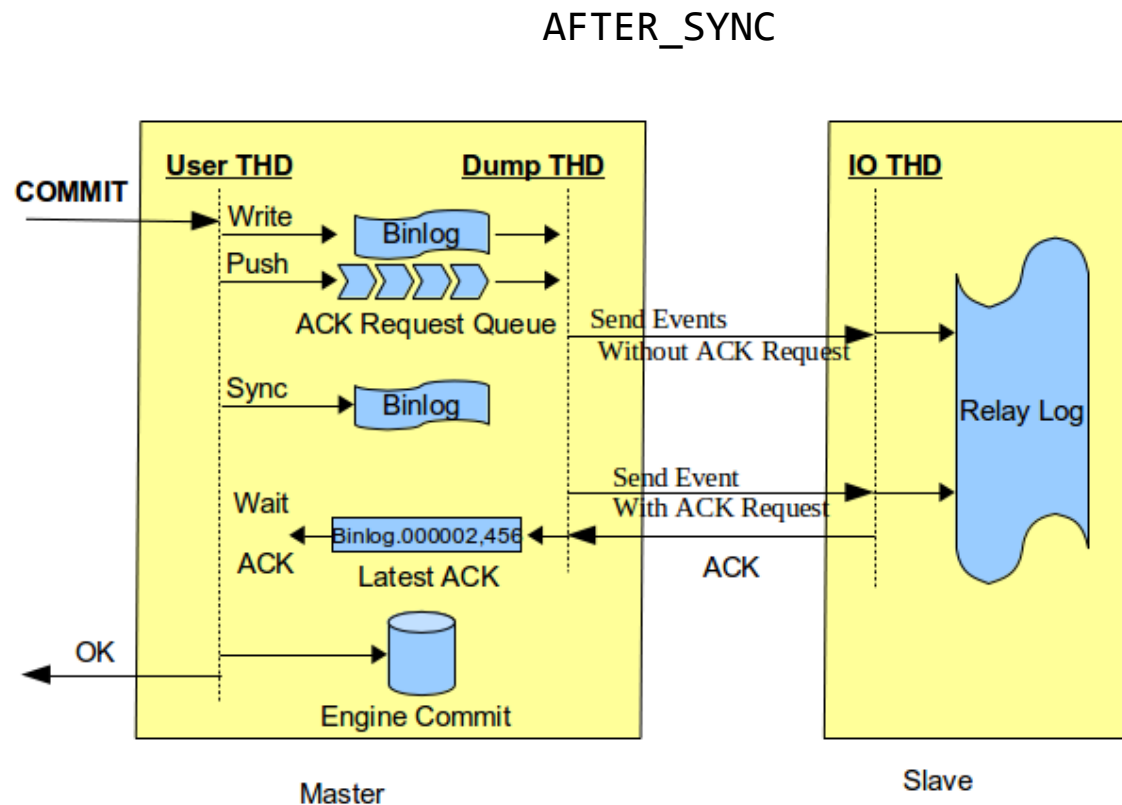 AFTER_SYNC
User THD
Dump THD
IO THD
COMMIT
Write
Binlog
Push
ACK Request Queue
Send Events
Without ACK Request
Sync
Binlog
Relay Log
Send Event
With ACK Request
Wait
ACK
Binlog.000002,456
Latest ACK
ACK
OK
Engine Commit
Master
Slave